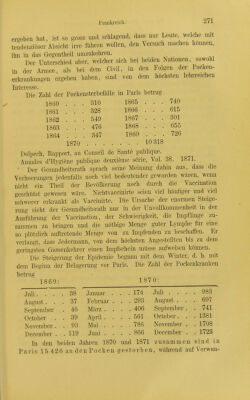 Frankreich. 271
ergeben hat, ist so gross und schlagend, dass nur Leute, welche mit
tendenziöser Absicht irre führen wollen, den Versuch machen können,
ihn in das Gegentheil umzukehren.
Der Unterschied aber, welcher sich bei beiden Nationen, sowohl
in der Armee, als bei dem Civil, in den Folgen der Pocken-
erkrankungen ergeben haben, sind von dem höchsten lehrreichen
Interesse.
Die Zahl der Pockensterbefälle in Paris betrug
1860 . . . . 310 1865 . . . . 740
1861 . . . . 328 1866 . . . . 615
1862 . . . . 549 1867 . . . . 301
1863 . . . . 476 1868 . . . . 655
1864 . . . . 347 1869 . . . . 720
1870 . . . . 10 318
Delpech, Rapport, au Conseil de Santé publique.
Annales d'Hygiène publique deuxième série, Vol. 38. 1871.
Der Gesundheitsrath sprach seine Meinung dahin aus, dass die
Verheerungen jedenfalls noch viel bedeutender geworden wären, wenn
nicht ein Theil der Bevölkerung noch durch die Vaccination
geschützt gewesen wäre. Nichtvaccinirte seien viel häufiger und viel
schwerer erkrankt als Vaccinirte. Die Ursache der enormen Steige-
rung sieht der Gesundheitsrath nur in der Unvollkommenheit in der
Ausführung der Vaccination, der Schwierigkeit, die Impflinge zu-
sammen zu bringen und die nöthige Menge guter Lymphe für eine
so plötzlich auftretende Menge von zu Impfenden zu beschaffen. Er
verlangt, dass Jedermann, von dem höchsten Angestellten bis zu dem
geringsten Gassenkehrer einen Impfschein müsse aufweisen können.
Die Steigerung der Epidemie begann mit dem Winter, d. h. mit
dem Beginn der Belagerung vor Paris. Die Zahl der Pockenkranken
betrug
1869: 1870:
Juli . . . . 38 Januar . . . . 174 Juli . . . . . 983
August . . . . 37 Februar . . . 293 August . . . . 697
September . . 46 März . . . . 406 September . . . 741
October . . . 39 April . . . . 561 October . . . . 1381
November . . . 93 Mai . . . . . 786 November . . . 1708
December . . . 119 Juni . . . . 856 December . . . 1723
In den beiden Jahren 1870 und 1871 zusammen sind in
Paris 15 426 an den Pocken gestorben, während auf Verwun-